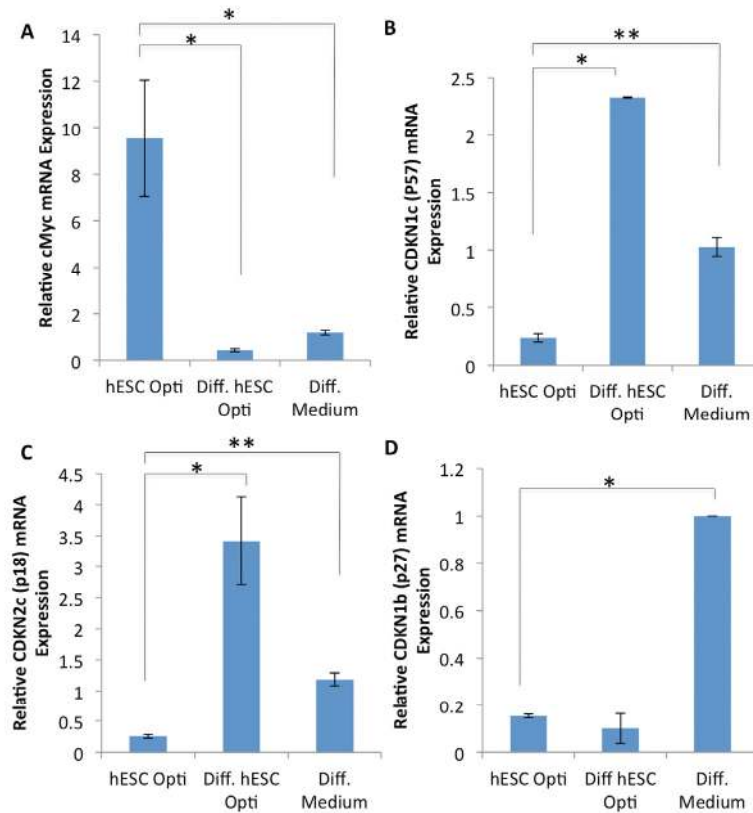 A
Relative cMyc mRNA Expression
14
12
10
8
6
4
2
0
*
*
hESC Opti
Diff. hESC
Opti
Diff.
Medium
B
Relative CDKN1c (P57) mRNA
Expression
2.5
2
1.5
1
0.5
0
**
*
hESC Opti
Diff. hESC
Opti
Diff.
Medium
C
Relative CDKN2c (p18) mRNA
Expression
4.5
4
3.5
3
2.5
2
1.5
1
0.5
0
**
*
hESC Opti
Diff. hESC
Opti
Diff.
Medium
D
Relative CDKN1b (p27) mRNA
Expression
1.2
1
0.8
0.6
0.4
0.2
0
*
hESC Opti
Diff hESC
Opti
Diff.
Medium